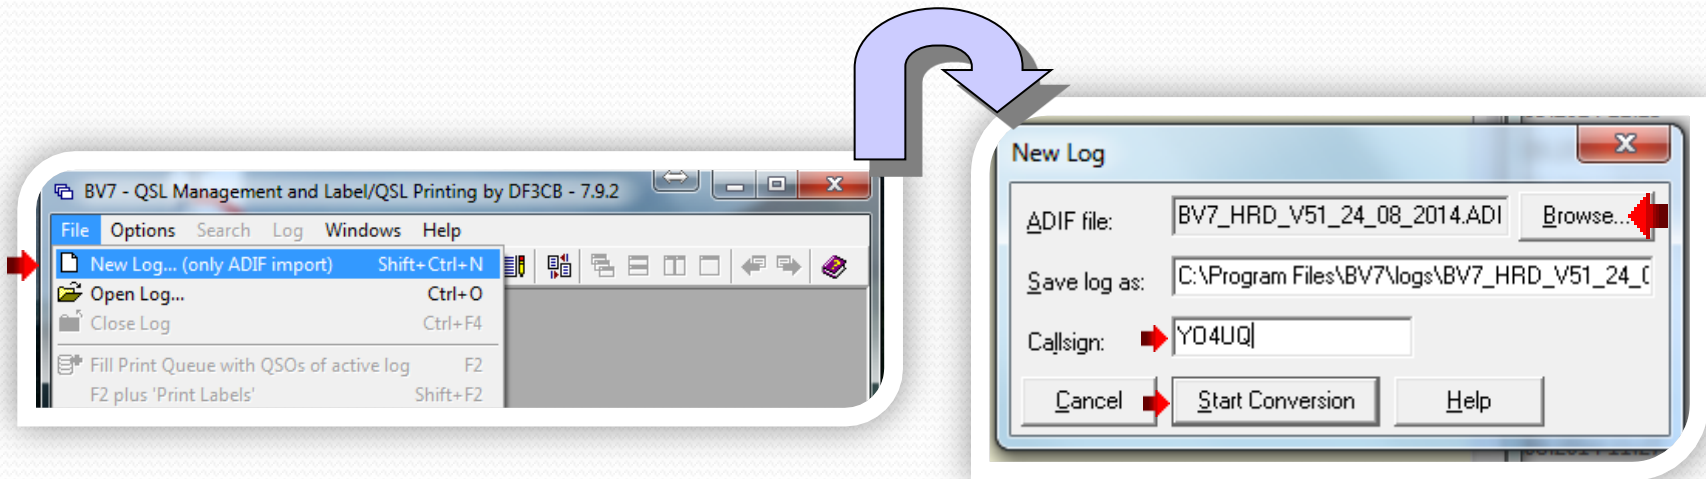 BV7 - QSL Management and Label/QSL Printing by DF3CB - 7.9.2
File Options Search Log Windows Help
New Log... (only ADIF import) Shift+Ctrl+N
Open Log... Ctrl+O
Close Log Ctrl+F4
Fill Print Queue with QSOs of active log F2
F2 plus 'Print Labels' Shift+F2
New Log
ADIF file: BV7_HRD_V51_24_08_2014.ADI Browse...
Save log as: C:\Program Files\BV7\logs\BV7_HRD_V51_24_0
Callsign: YO4UQ
Cancel Start Conversion Help